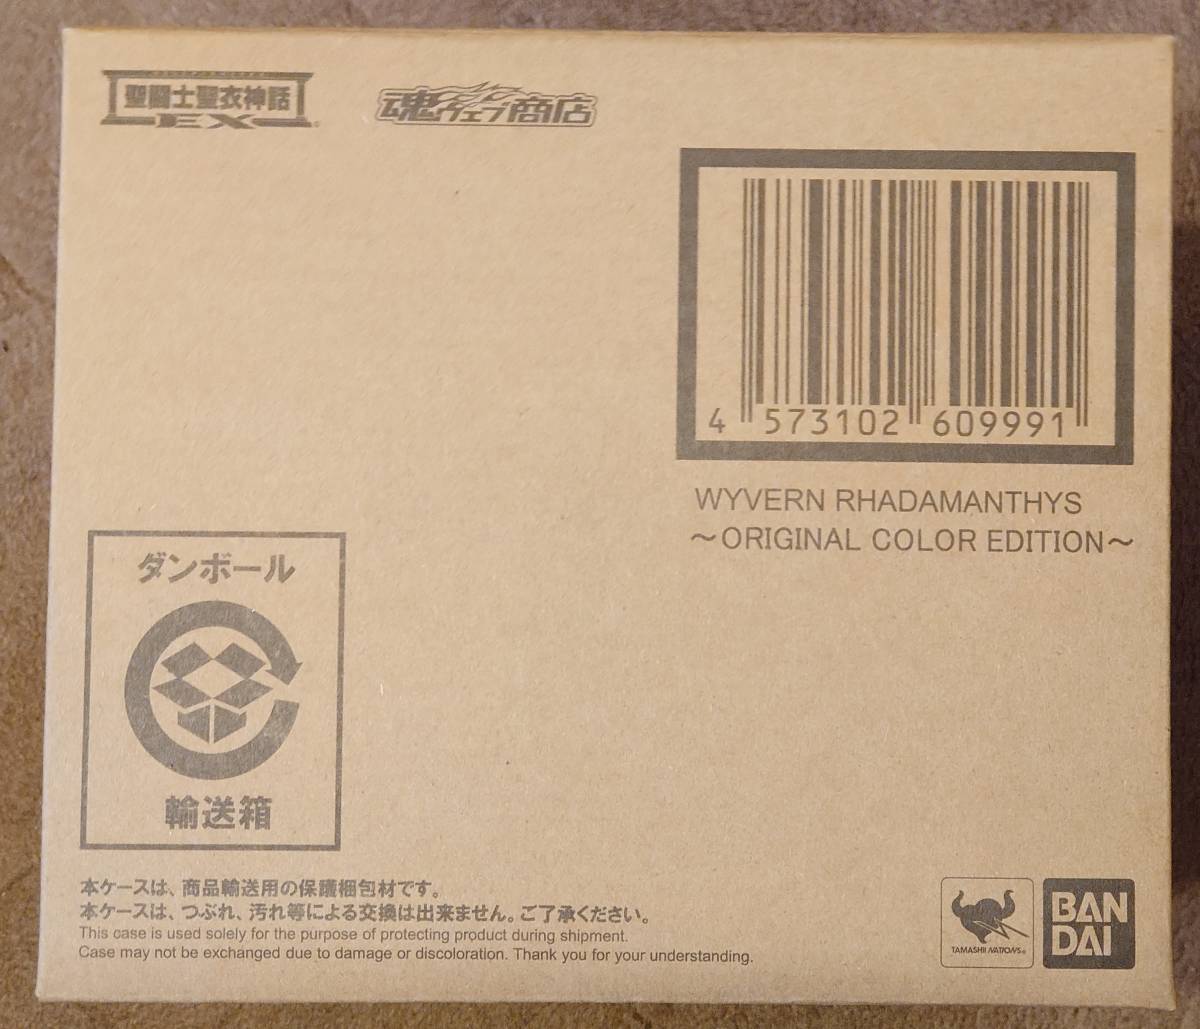 聖闘士聖衣神話
EX
魂ウェブ商店
4 573102 609991
WYVERN RHADAMANTHYS
～ORIGINAL COLOR EDITION～
ダンボール
輸送箱
本ケースは、商品輸送用の保護梱包材です。
本ケースは、つぶれ、汚れ等による交換は出来ません。ご了承ください。
This case is used solely for the purpose of protecting product during shipment.
Case may not be exchanged due to damage or discoloration. Thank you for your understanding.
TAMASHII NATIONS
BAN
DAI